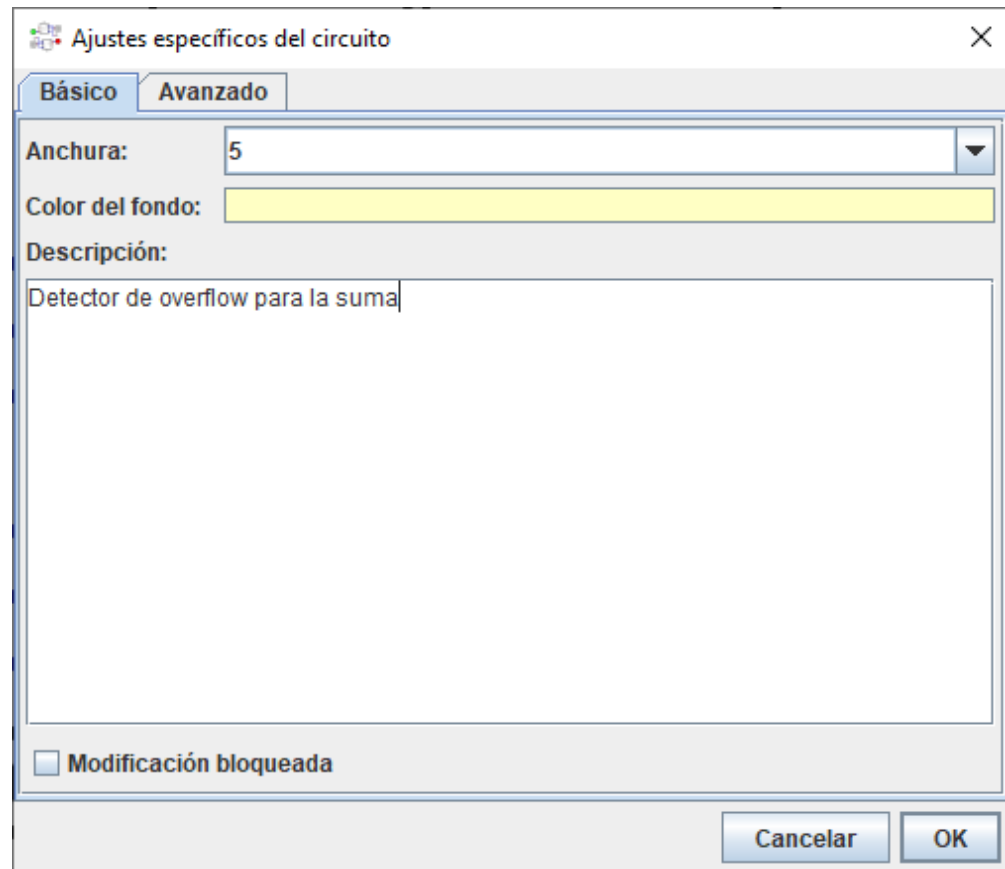 Ajustes específicos del circuito
Básico Avanzado
Anchura: 5
Color del fondo:
Descripción:
Detector de overflow para la suma
Modificación bloqueada
Cancelar OK